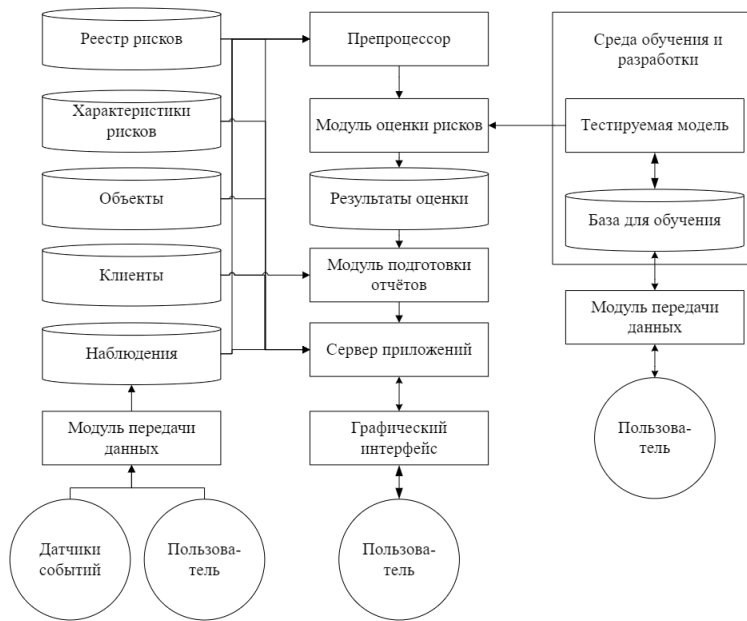 Реестр рисков
Препроцессор
Среда обучения и
разработки
Характеристики
рисков
Модуль оценки рисков
Тестируемая модель
Объекты
Результаты оценки
База для обучения
Клиенты
Модуль подготовки
отчётов
Модуль передачи
данных
Наблюдения
Сервер приложений
Пользова-
тель
Модуль передачи
данных
Графический
интерфейс
Датчики
событий
Пользова-
тель
Пользова-
тель